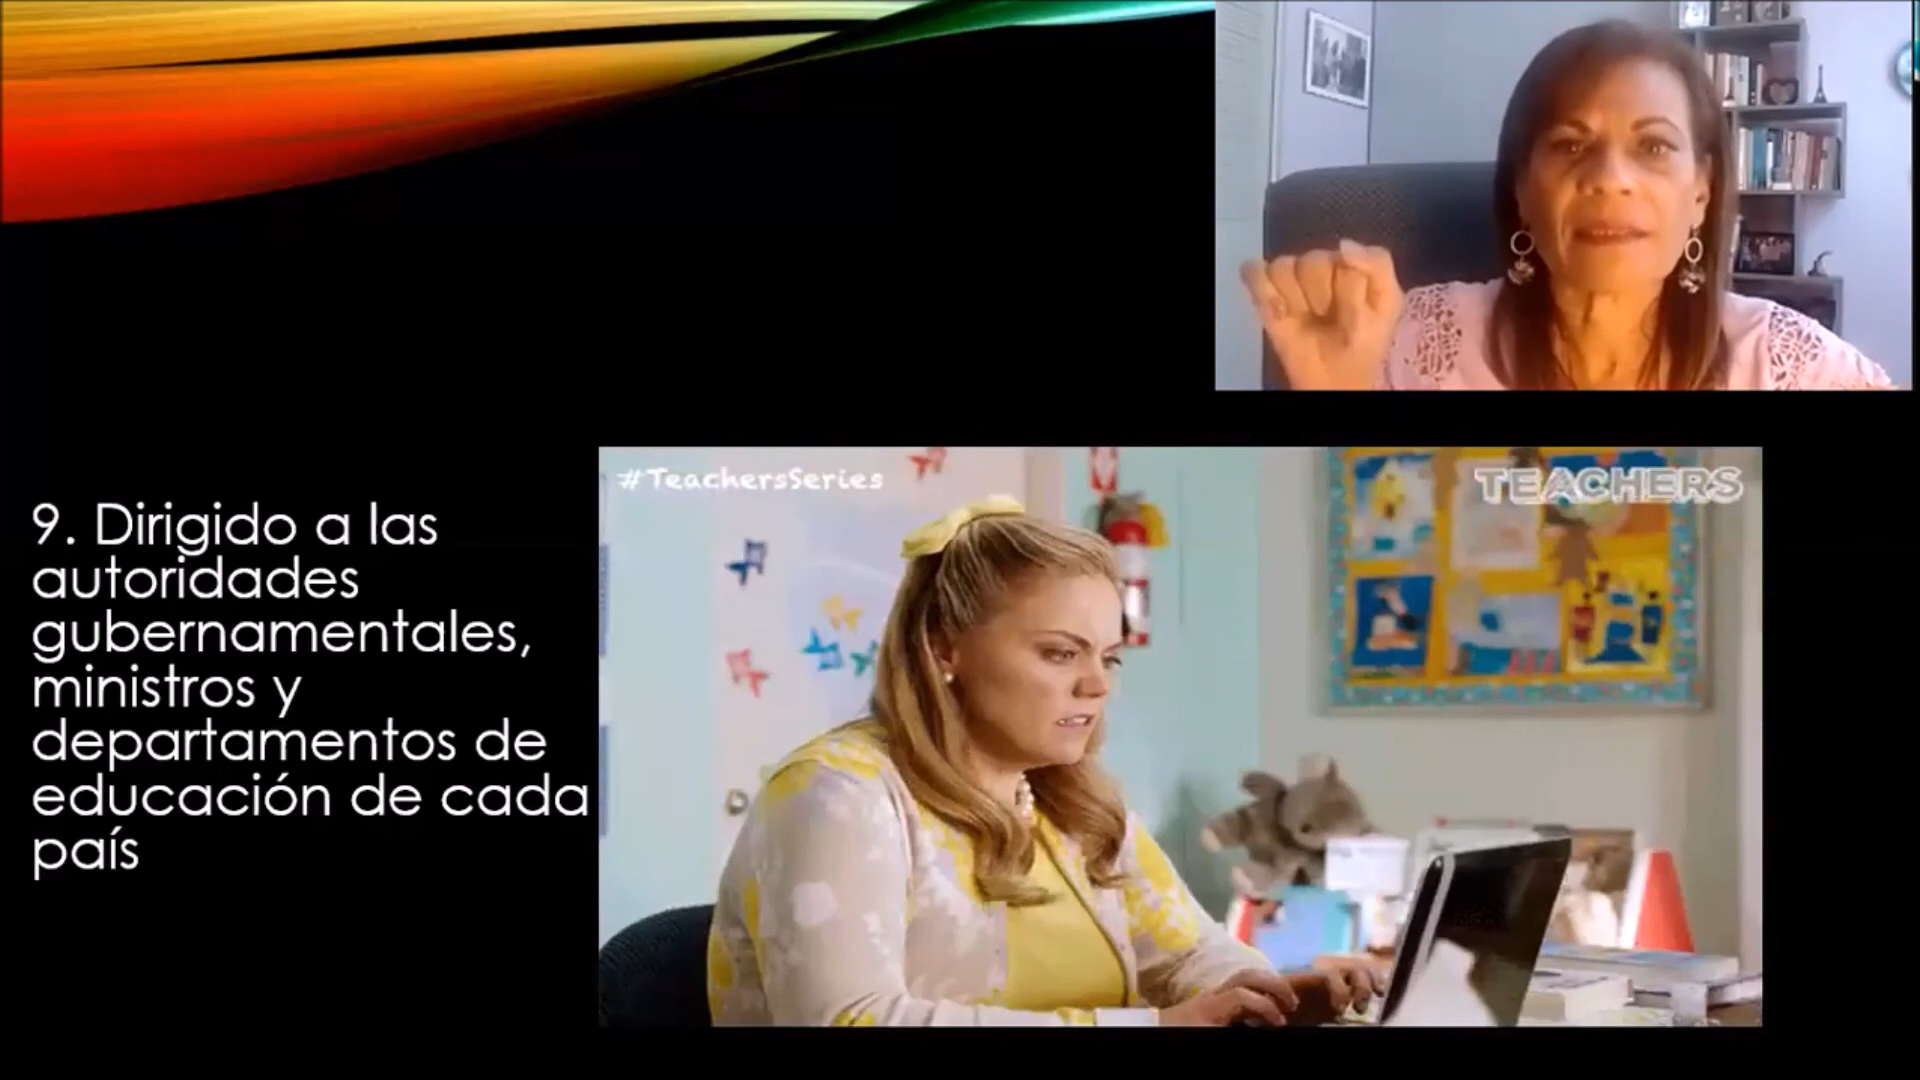 #TeachersSeries
TEACHERS
9. Dirigido a las
autoridades
gubernamentales,
ministros y
departamentos de
educación de cada
país